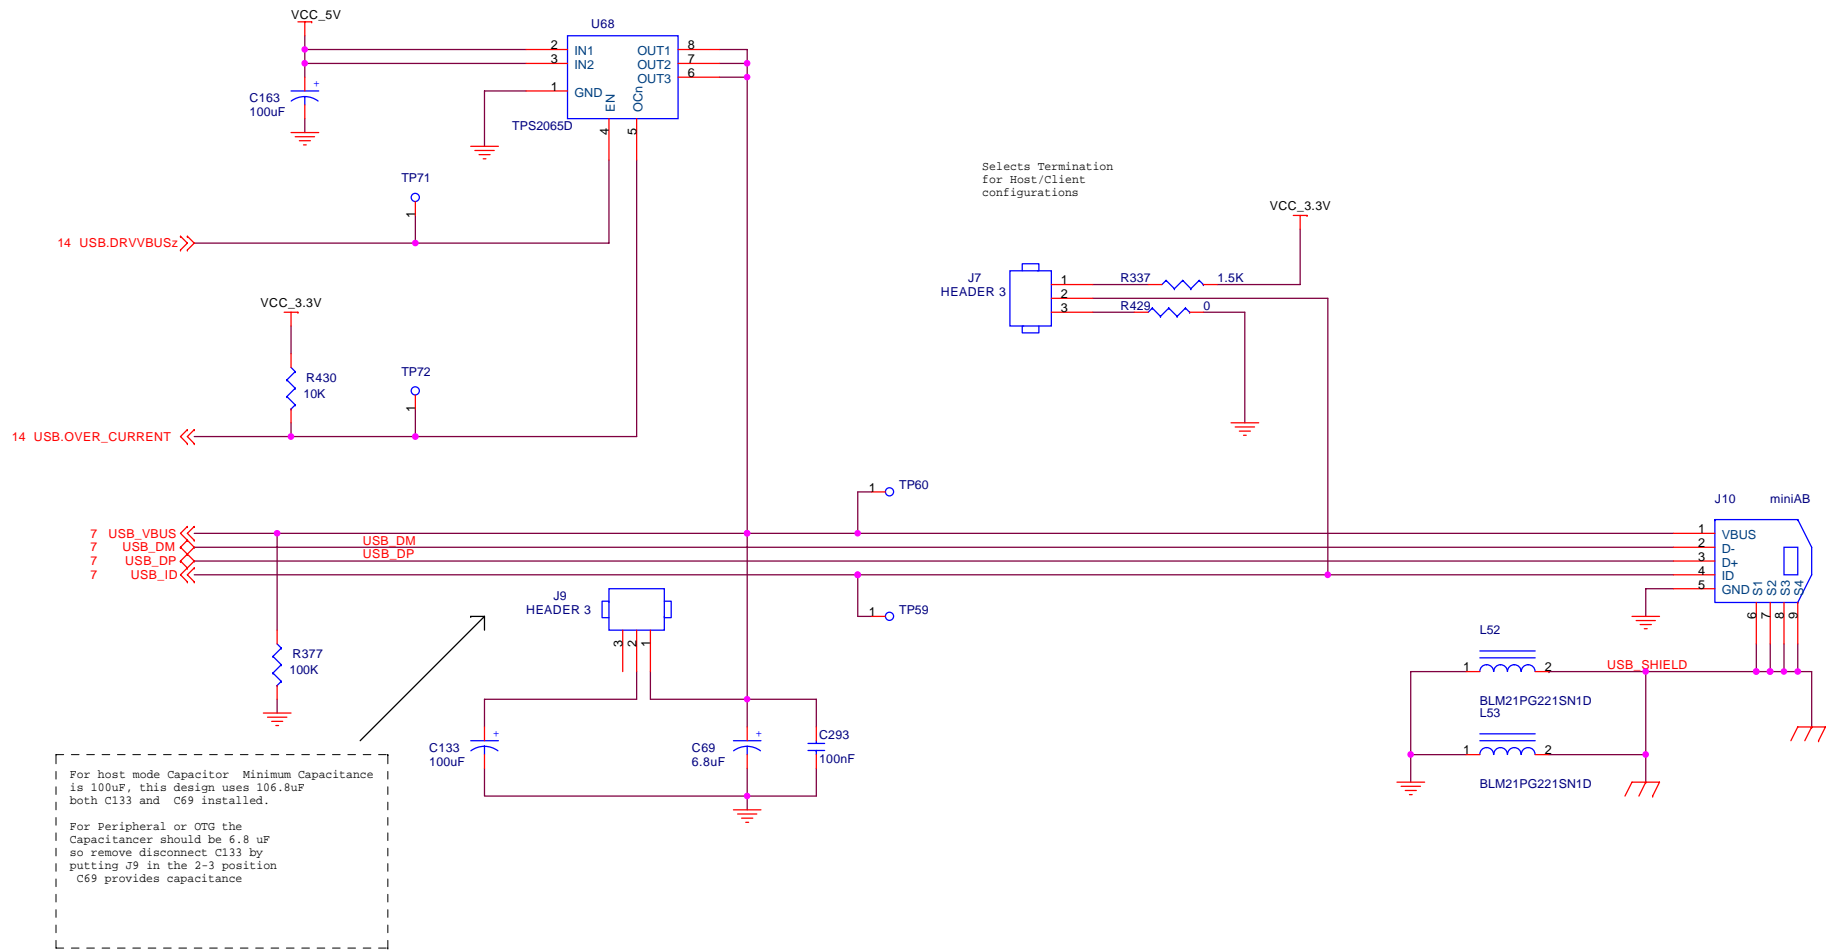 VCC_5V
U68
2 IN1 OUT1 8
3 IN2 OUT2 7
OUT3 6
1 GND
EN OCn
4 5
C163
100uF
TPS2065D
TP71
1
14 USB.DRVVBUSz
VCC_3.3V
R430
10K
TP72
1
14 USB.OVER_CURRENT
Selects Termination
for Host/Client
configurations
VCC_3.3V
J7
HEADER 3
1 R337 1.5K
2
3 R429 0
1 TP60
J10 miniAB
7 USB_VBUS
7 USB_DM USB_DM
7 USB_DP USB_DP
7 USB_ID
1 VBUS
2 D-
3 D+
4 ID
5 GND
S1 S2 S3 S4
6 7 8 9
J9
HEADER 3
3 2 1
1 TP59
R377
100K
L52
1 2 USB_SHIELD
BLM21PG221SN1D
L53
1 2
BLM21PG221SN1D
C133
100uF
+
C69
6.8uF
+
C293
100nF
+
For host mode Capacitor  Minimum Capacitance
is 100uF, this design uses 106.8uF
both C133 and  C69 installed.
For Peripheral or OTG the
Capacitancer should be 6.8 uF
so remove disconnect C133 by
putting J9 in the 2-3 position
C69 provides capacitance